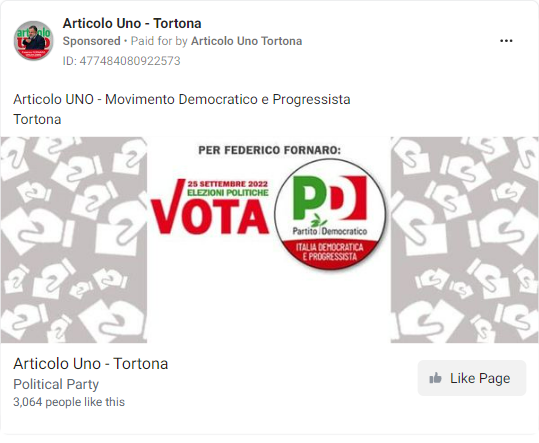 Articolo Uno - Tortona
Sponsored • Paid for by Articolo Uno Tortona
ID: 477484080922573
Articolo UNO - Movimento Democratico e Progressista
Tortona
PER FEDERICO FORNARO:
25 SETTEMBRE 2022
ELEZIONI POLITICHE
VOTA
PD
Partito Democratico
ITALIA DEMOCRATICA
E PROGRESSISTA
Articolo Uno - Tortona
Political Party
3,064 people like this
Like Page